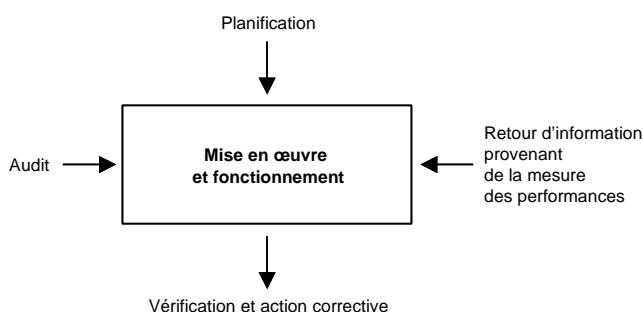 Planification
Audit
Mise en œuvre
et fonctionnement
Retour d’information
provenant
de la mesure
des performances
Vérification et action corrective